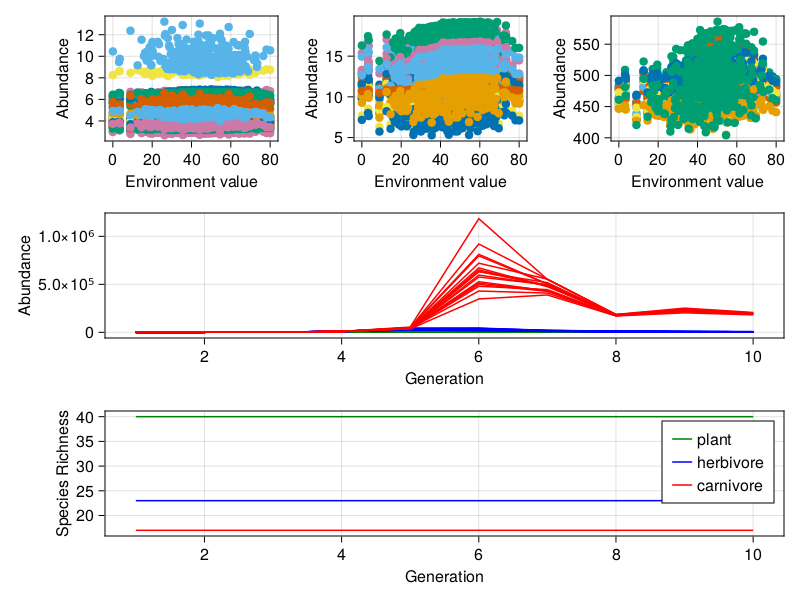 Abundance
12
10
8
6
4
0 20 40 60 80
Environment value
Abundance
15
10
5
0 20 40 60 80
Environment value
Abundance
550
500
450
400
0 20 40 60 80
Environment value
Abundance
1.0×10⁶
5.0×10⁵
0
2 4 6 8 10
Generation
Species Richness
40
35
30
25
20
plant
herbivore
carnivore
2 4 6 8 10
Generation